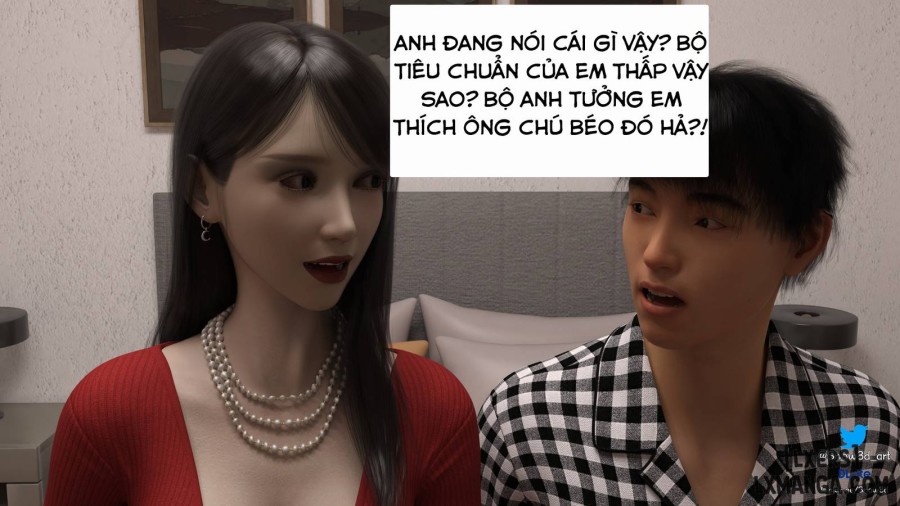 ANH ĐANG NÓI CÁI GÌ VẬY? BỘ
TIÊU CHUẨN CỦA EM THẤP VẬY
SAO? BỘ ANH TƯỞNG EM
THÍCH ÔNG CHÚ BÉO ĐÓ HẢ?!